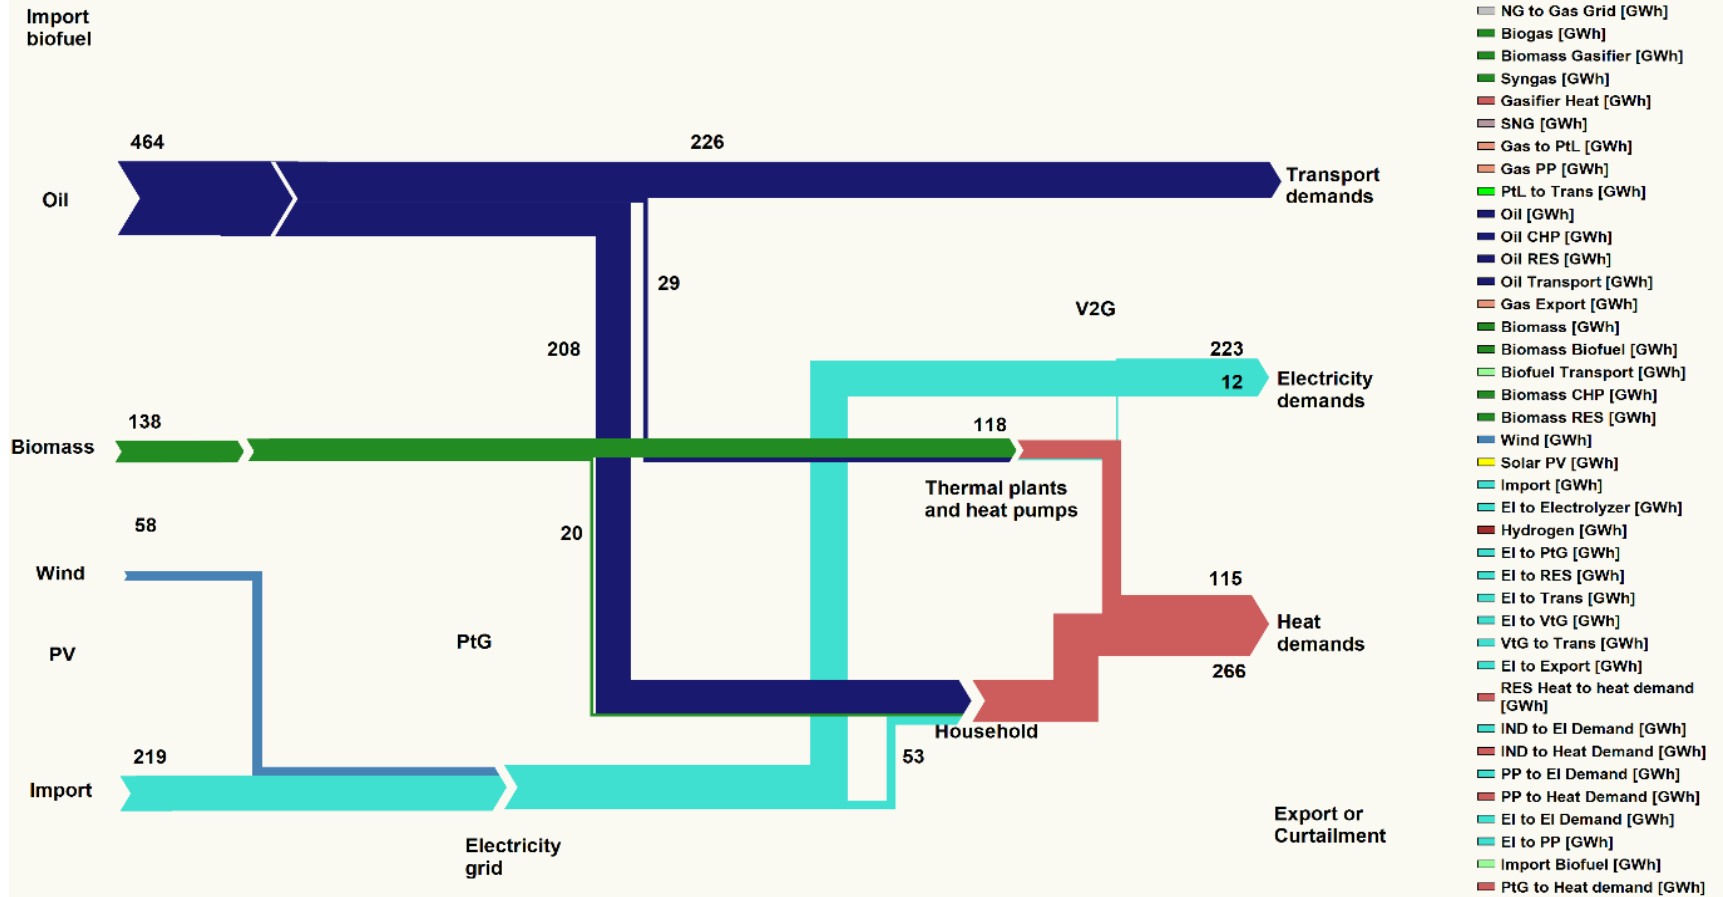 Import
biofuel
464
226
Oil
Transport
demands
29
V2G
208
223
12
Electricity
demands
138
118
Biomass
Thermal plants
and heat pumps
58
20
Wind
115
PtG
Heat
demands
PV
266
Household
219
53
Import
Export or
Curtailment
Electricity
grid
NG to Gas Grid [GWh]
Biogas [GWh]
Biomass Gasifier [GWh]
Syngas [GWh]
Gasifier Heat [GWh]
SNG [GWh]
Gas to PtL [GWh]
Gas PP [GWh]
PtL to Trans [GWh]
Oil [GWh]
Oil CHP [GWh]
Oil RES [GWh]
Oil Transport [GWh]
Gas Export [GWh]
Biomass [GWh]
Biomass Biofuel [GWh]
Biofuel Transport [GWh]
Biomass CHP [GWh]
Biomass RES [GWh]
Wind [GWh]
Solar PV [GWh]
Import [GWh]
El to Electrolyzer [GWh]
Hydrogen [GWh]
El to PtG [GWh]
El to RES [GWh]
El to Trans [GWh]
El to VtG [GWh]
VtG to Trans [GWh]
El to Export [GWh]
RES Heat to heat demand
[GWh]
IND to El Demand [GWh]
IND to Heat Demand [GWh]
PP to El Demand [GWh]
PP to Heat Demand [GWh]
El to El Demand [GWh]
El to PP [GWh]
Import Biofuel [GWh]
PtG to Heat demand [GWh]